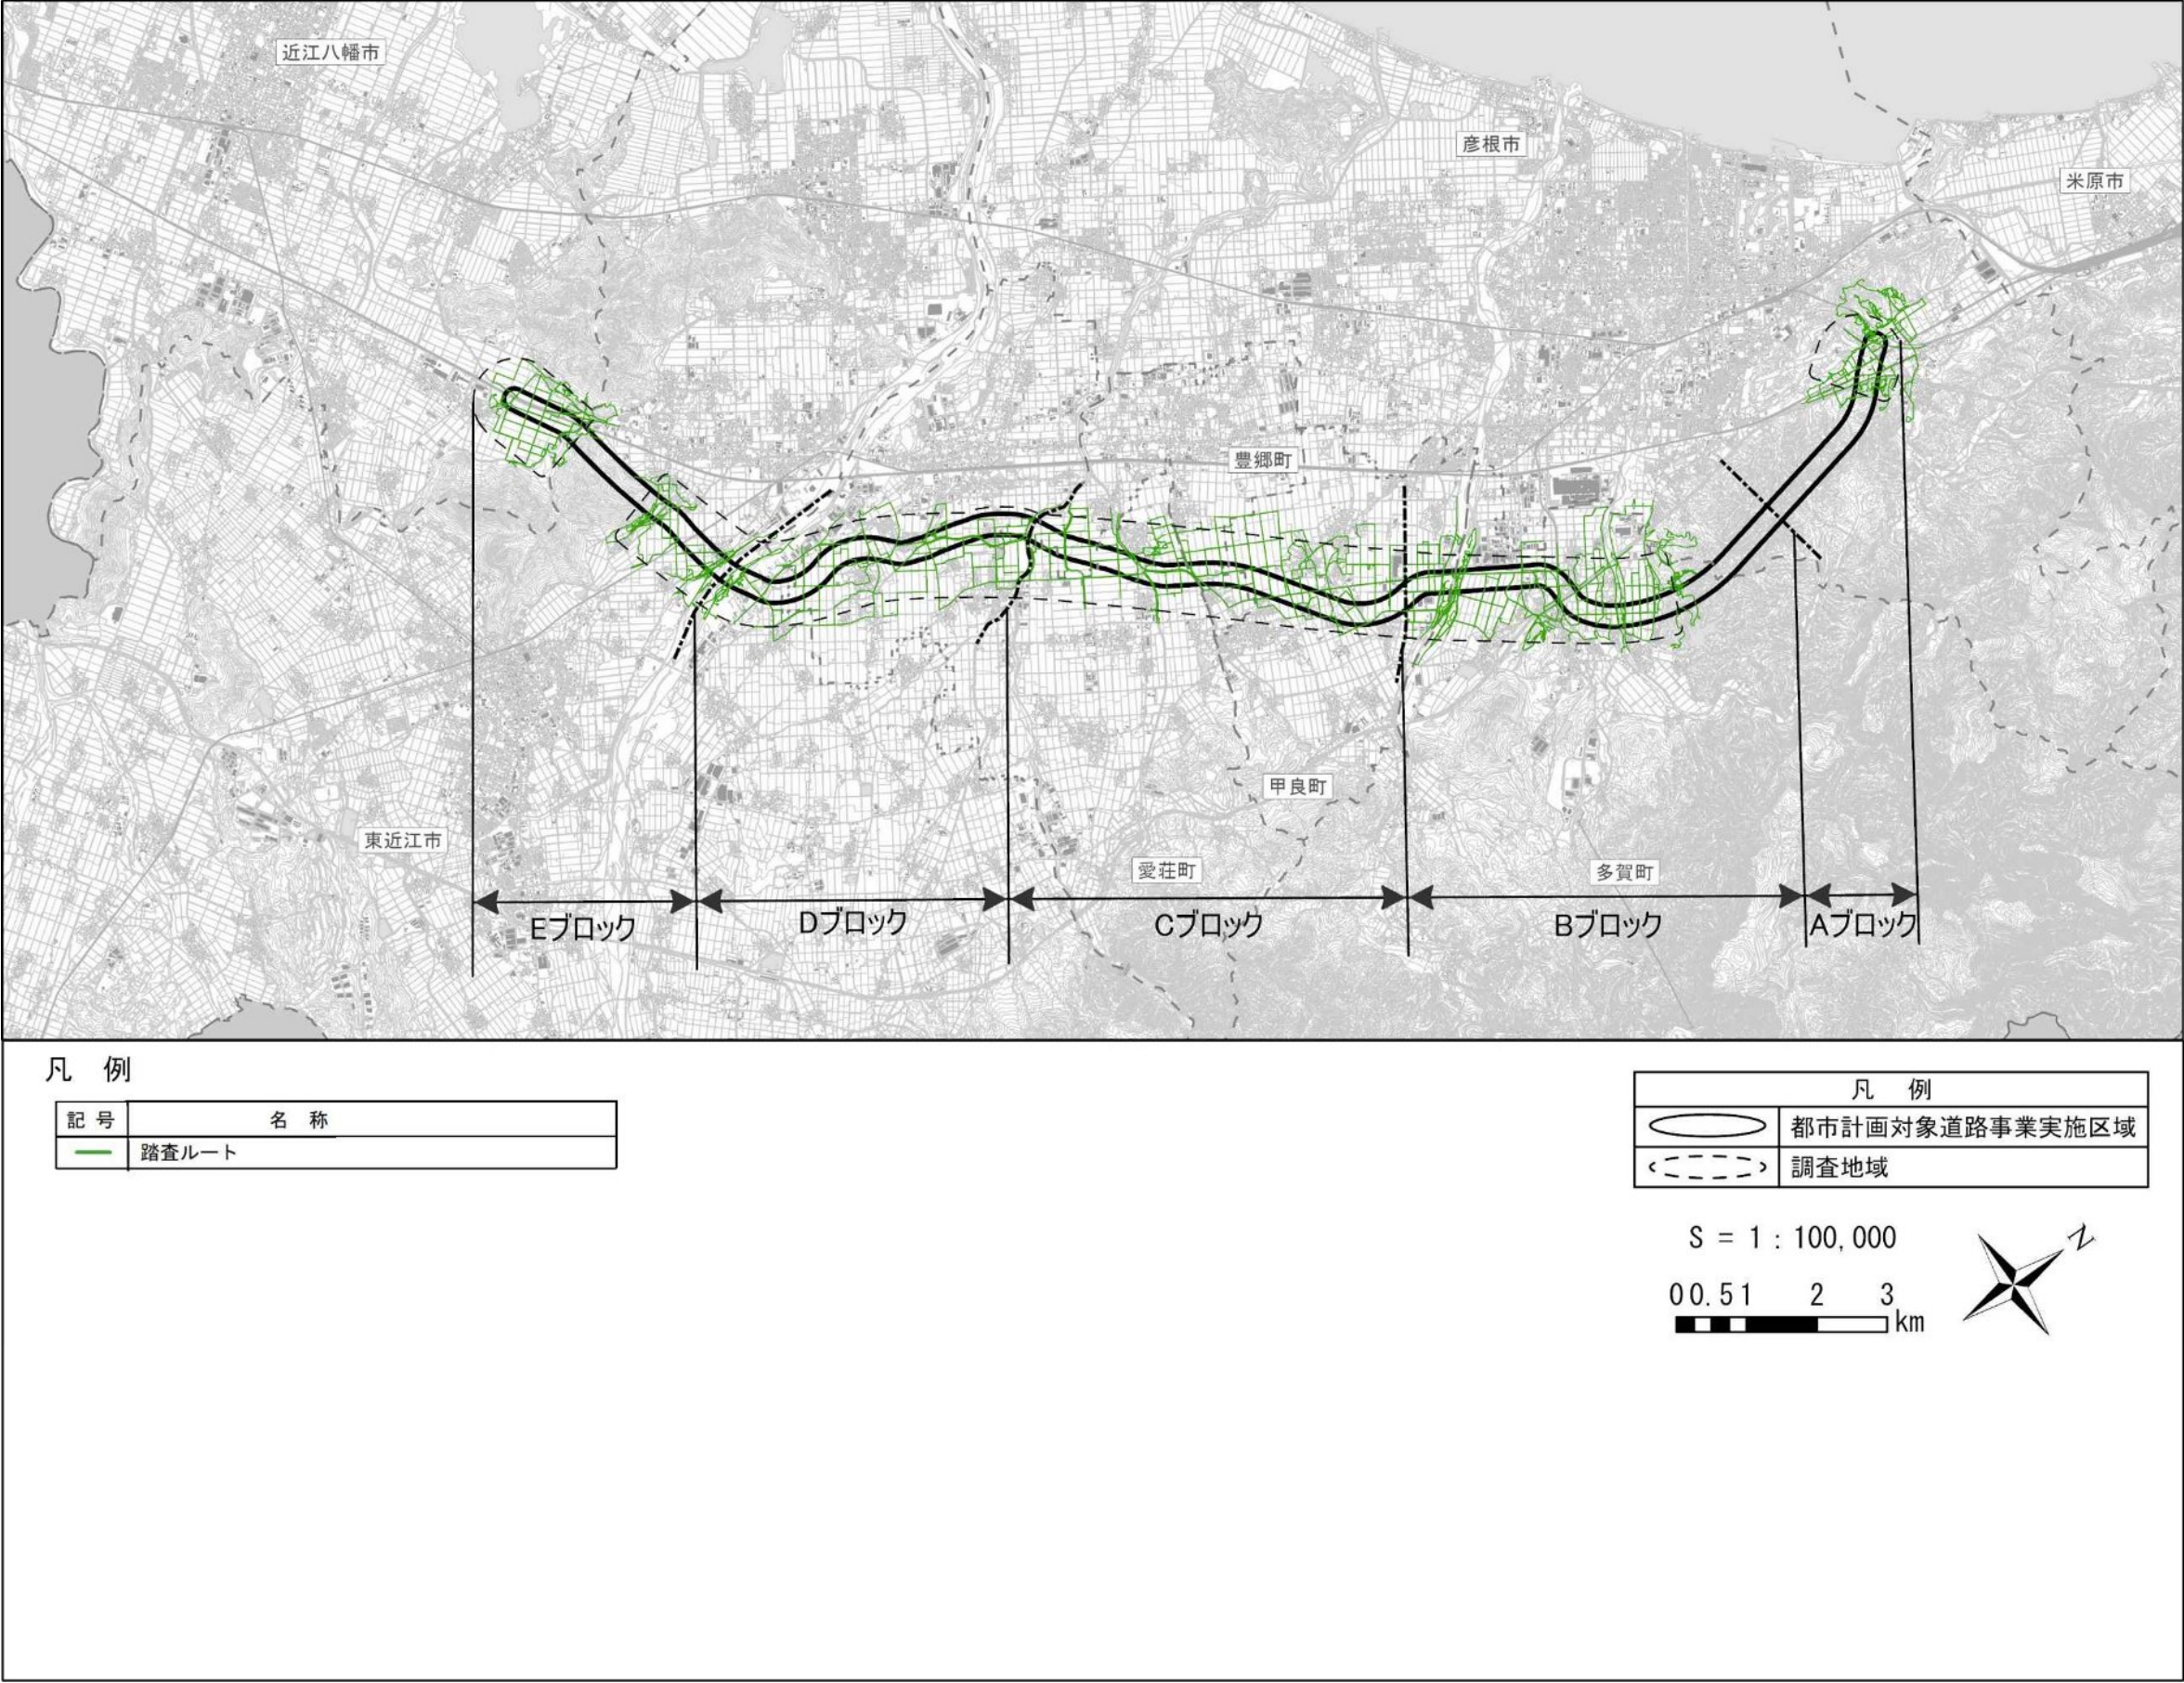 近江八幡市
彦根市
米原市
豊郷町
甲良町
東近江市
愛荘町
多賀町
Eブロック
Dブロック
Cブロック
Bブロック
Aブロック
凡 例
記 号 名 称
踏査ルート
凡 例
都市計画対象道路事業実施区域
調査地域
S = 1 : 100,000
0 0.5 1 2 3
km
N